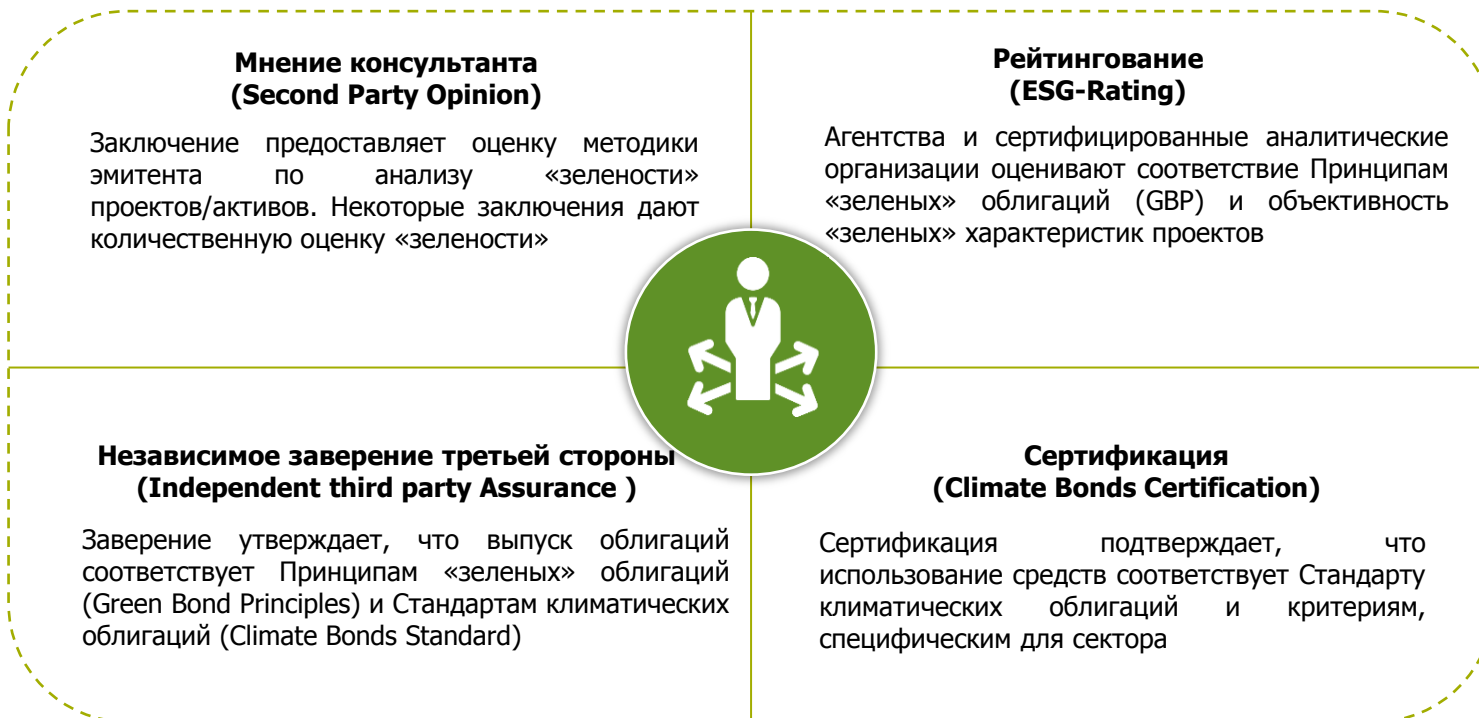 Мнение консультанта
(Second Party Opinion)
Заключение предоставляет оценку методики
эмитента по анализу «зелености»
проектов/активов. Некоторые заключения дают
количественную оценку «зелености»
Рейтингование
(ESG-Rating)
Агентства и сертифицированные аналитические
организации оценивают соответствие Принципам
«зеленых» облигаций (GBP) и объективность
«зеленых» характеристик проектов
Независимое заверение третьей стороны
(Independent third party Assurance )
Заверение утверждает, что выпуск облигаций
соответствует Принципам «зеленых» облигаций
(Green Bond Principles) и Стандартам климатических
облигаций (Climate Bonds Standard)
Сертификация
(Climate Bonds Certification)
Сертификация подтверждает, что
использование средств соответствует Стандарту
климатических облигаций и критериям,
специфическим для сектора